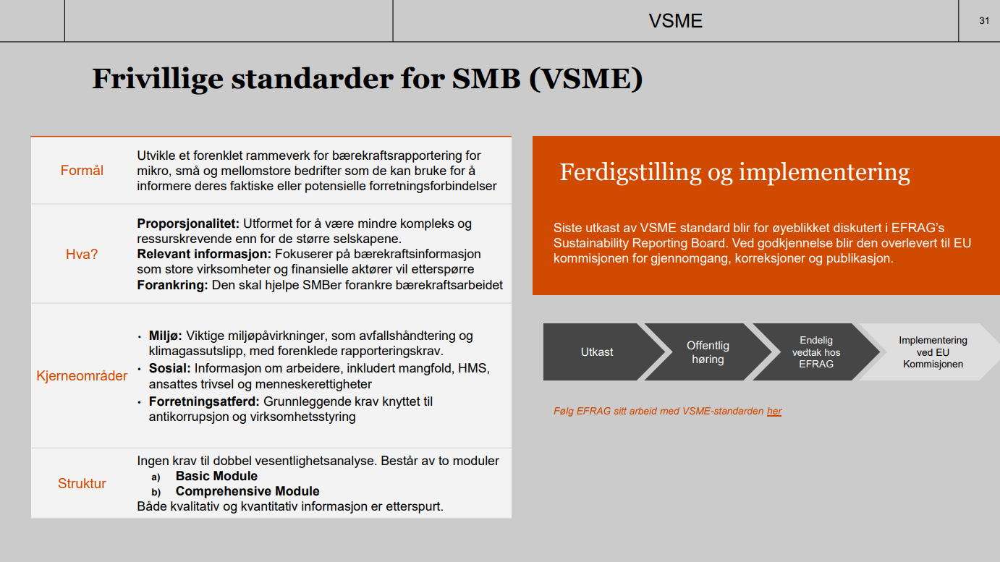 VSME
31
Frivillige standarder for SMB (VSME)
Formål
Utvikle et forenklet rammeverk for bærekraftsrapportering for
mikro, små og mellomstore bedrifter som de kan bruke for å
informere deres faktiske eller potensielle forretningsforbindelser
Hva?
Proporsjonalitet: Utformet for å være mindre kompleks og
ressurskrevende enn for de større selskapene.
Relevant informasjon: Fokuserer på bærekraftsinformasjon
som store virksomheter og finansielle aktører vil etterspørre
Forankring: Den skal hjelpe SMBer forankre bærekraftsarbeidet
Kjerneområder
• Miljø: Viktige miljøpåvirkninger, som avfallshåndtering og
klimagassutslipp, med forenklede rapporteringskrav.
• Sosial: Informasjon om arbeidere, inkludert mangfold, HMS,
ansattes trivsel og menneskerettigheter
• Forretningsatferd: Grunnleggende krav knyttet til
antikorrupsjon og virksomhetsstyring
Struktur
Ingen krav til dobbel vesentlighetsanalyse. Består av to moduler
a) Basic Module
b) Comprehensive Module
Både kvalitativ og kvantitativ informasjon er etterspurt.
Ferdigstilling og implementering
Siste utkast av VSME standard blir for øyeblikket diskutert i EFRAG's
Sustainability Reporting Board. Ved godkjennelse blir den overlevert til EU
kommisjonen for gjennomgang, korreksjoner og publikasjon.
Utkast
Offentlig
høring
Endelig
vedtak hos
EFRAG
Implementering
ved EU
Kommisjonen
Følg EFRAG sitt arbeid med VSME-standarden her